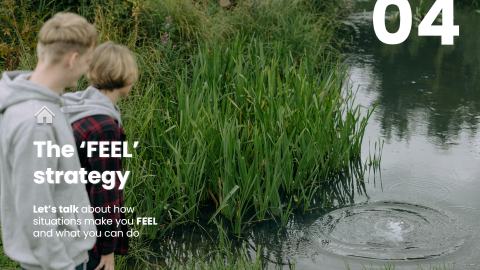 04
The ‘FEEL’
strategy
Let’s talk about how
situations make you FEEL
and what you can do